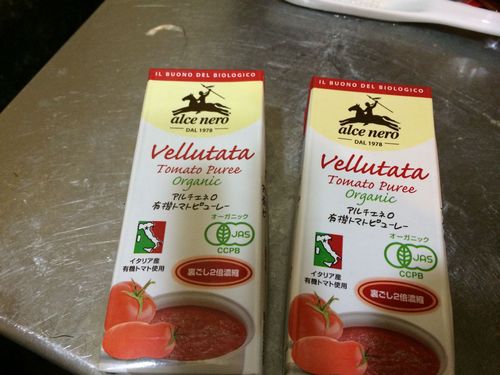 IL BUONO DEL BIOLOGICO
alce nero
DAL 1978
Vellutata
Tomato Puree
Organic
アルチェネロ
有機トマトピューレー
オーガニック
JAS
CCPB
イタリア産
有機トマト使用
裏ごし2倍濃縮
IL BUONO DEL BIOLOGICO
alce nero
DAL 1978
Vellutata
Tomato Puree
Organic
アルチェネロ
有機トマトピューレー
オーガニック
JAS
CCPB
イタリア産
有機トマト使用
裏ごし2倍濃縮